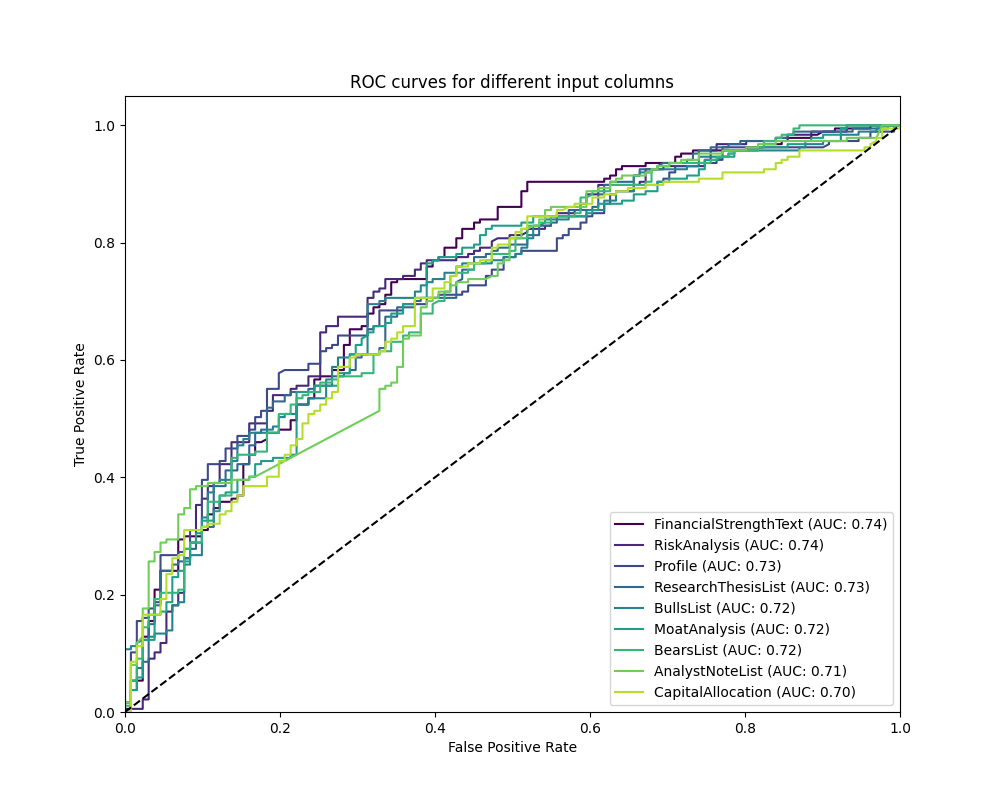 ROC curves for different input columns
True Positive Rate
1.0
0.8
0.6
0.4
0.2
0.0
0.0 0.2 0.4 0.6 0.8 1.0
False Positive Rate
FinancialStrengthText (AUC: 0.74)
RiskAnalysis (AUC: 0.74)
Profile (AUC: 0.73)
ResearchThesisList (AUC: 0.73)
BullsList (AUC: 0.72)
MoatAnalysis (AUC: 0.72)
BearsList (AUC: 0.72)
AnalystNoteList (AUC: 0.71)
CapitalAllocation (AUC: 0.70)